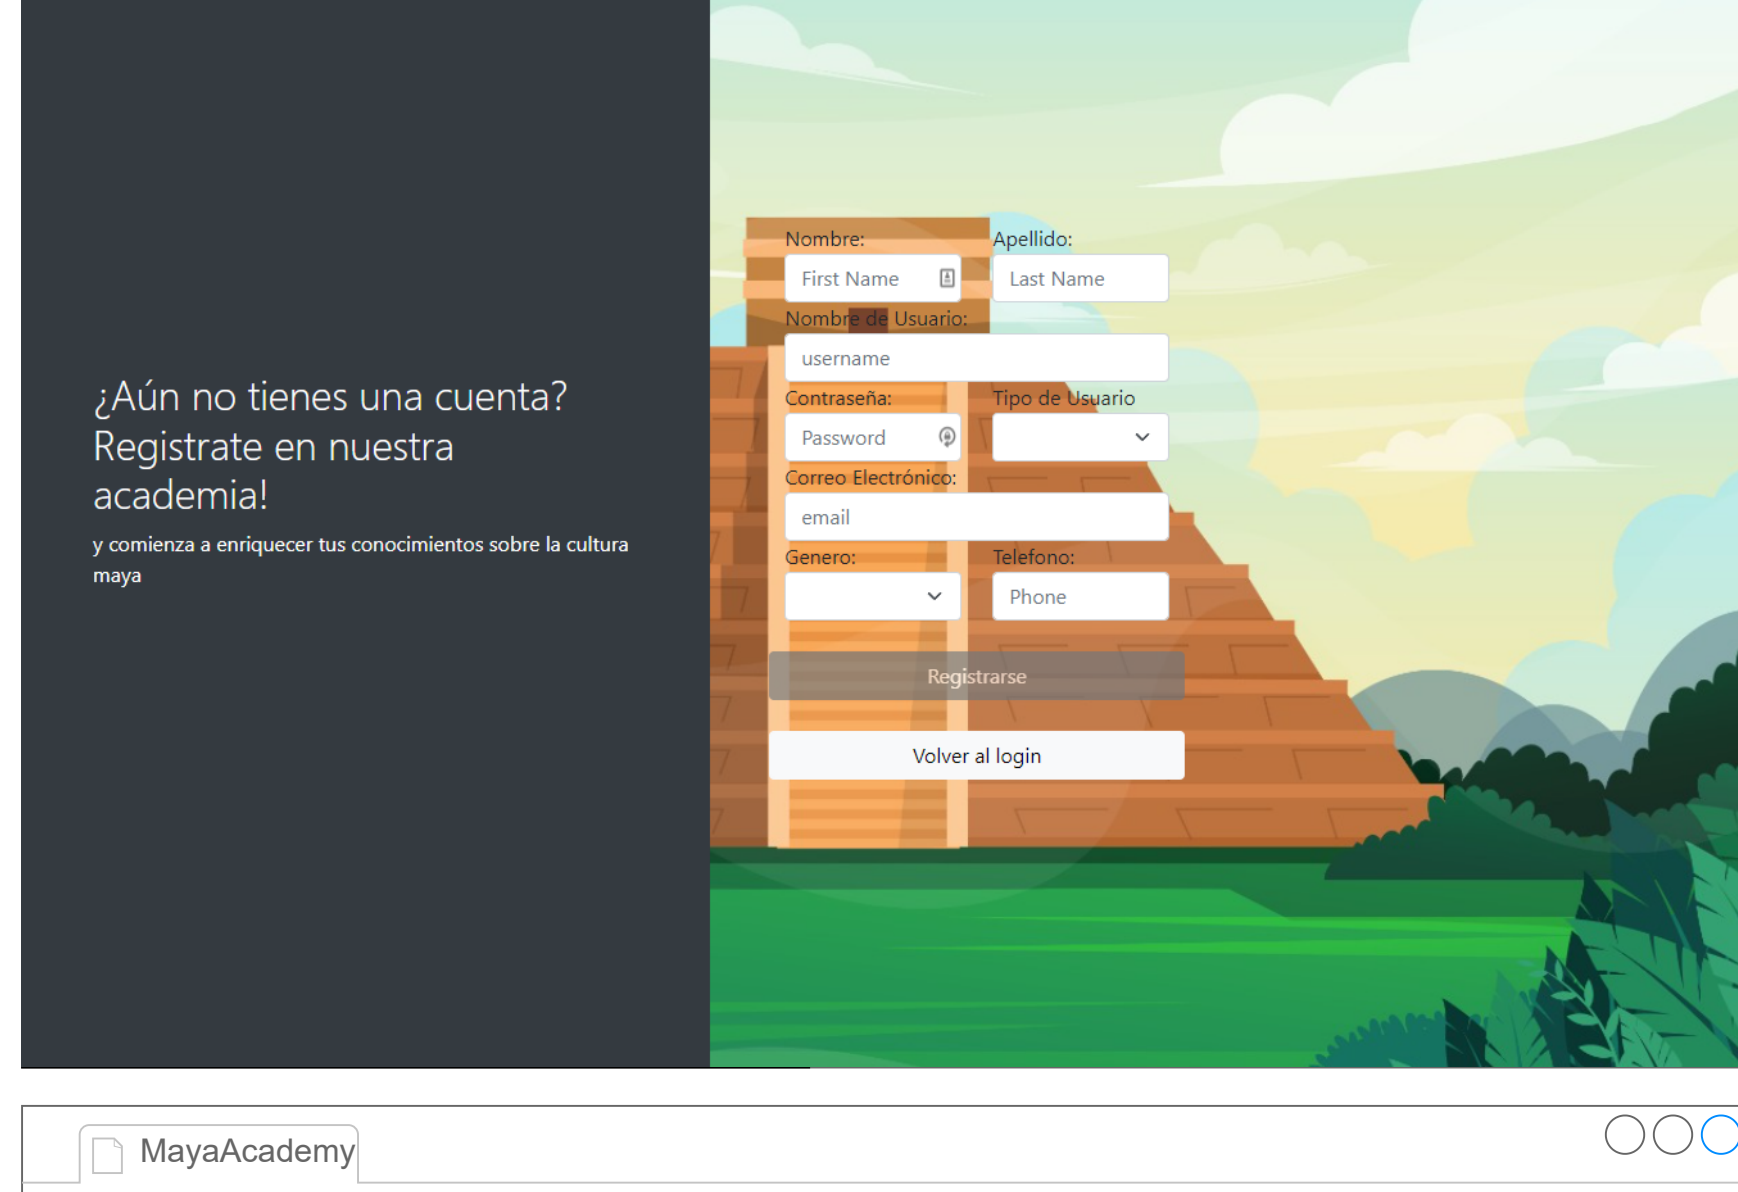 ¿Aún no tienes una cuenta?
Registrate en nuestra
academia!
y comienza a enriquecer tus conocimientos sobre la cultura
maya
Nombre: Apellido:
First Name Last Name
Nombre de Usuario:
username
Contraseña: Tipo de Usuario
Password
Correo Electrónico:
email
Genero: Telefono:
Phone
Registrarse
Volver al login
MayaAcademy